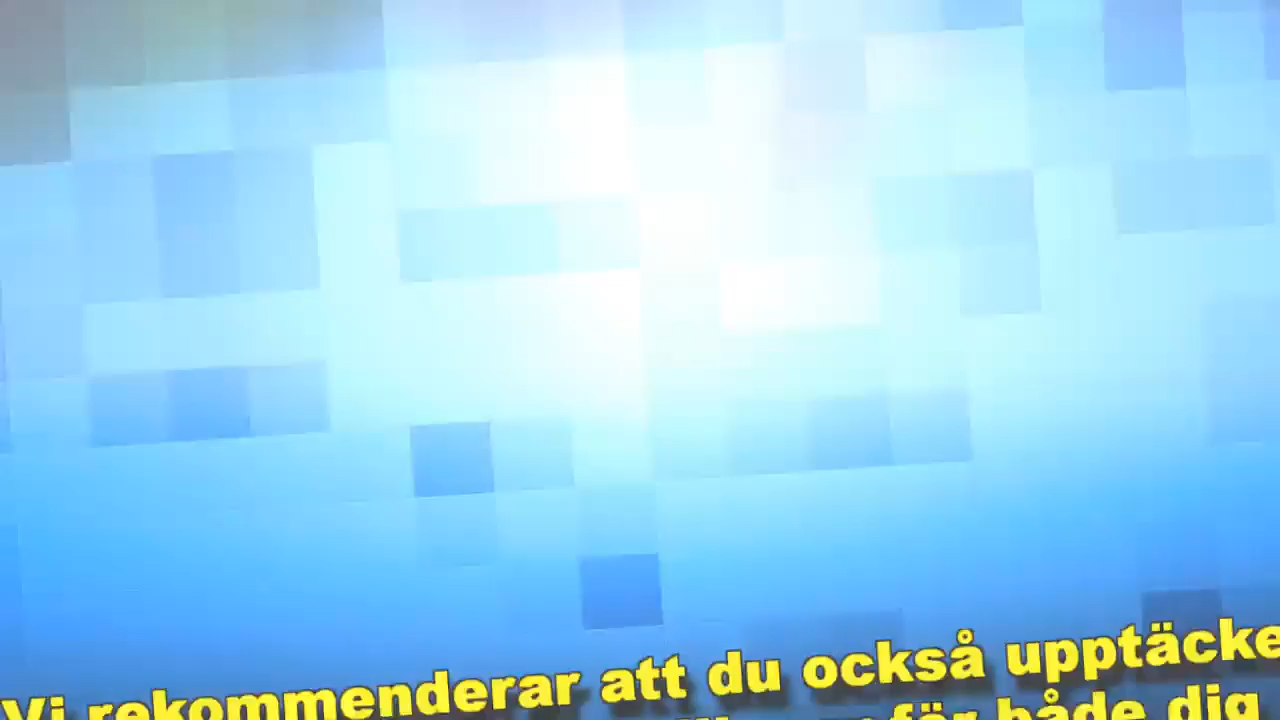 Vi rekommenderar att du också upptäcke
för både dig